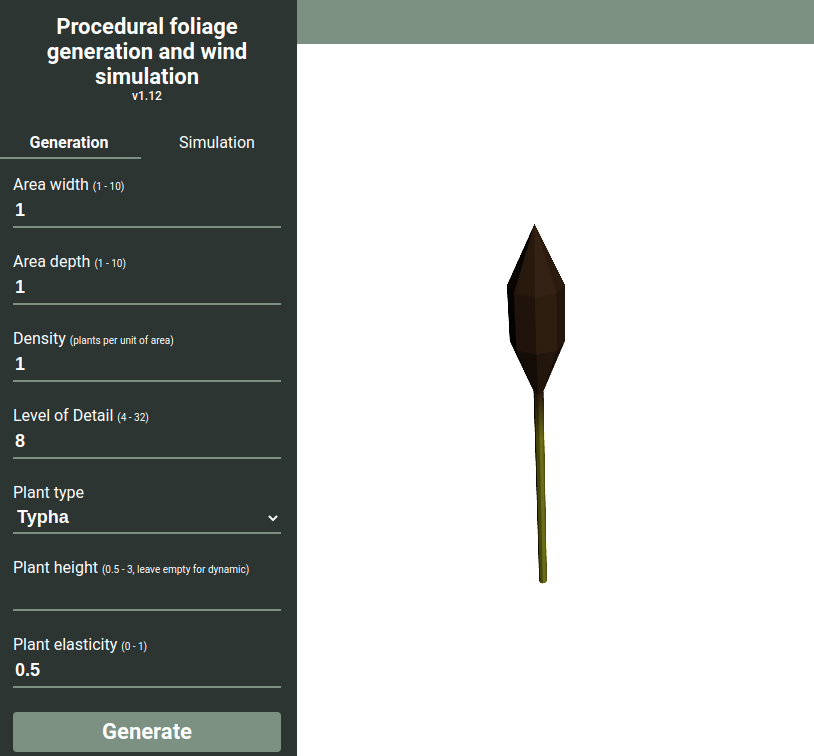 Procedural foliage
generation and wind
simulation
v1.12
Generation Simulation
Area width (1 - 10)
1
Area depth (1 - 10)
1
Density (plants per unit of area)
1
Level of Detail (4 - 32)
8
Plant type
Typha
Plant height (0.5 - 3, leave empty for dynamic)
Plant elasticity (0 - 1)
0.5
Generate